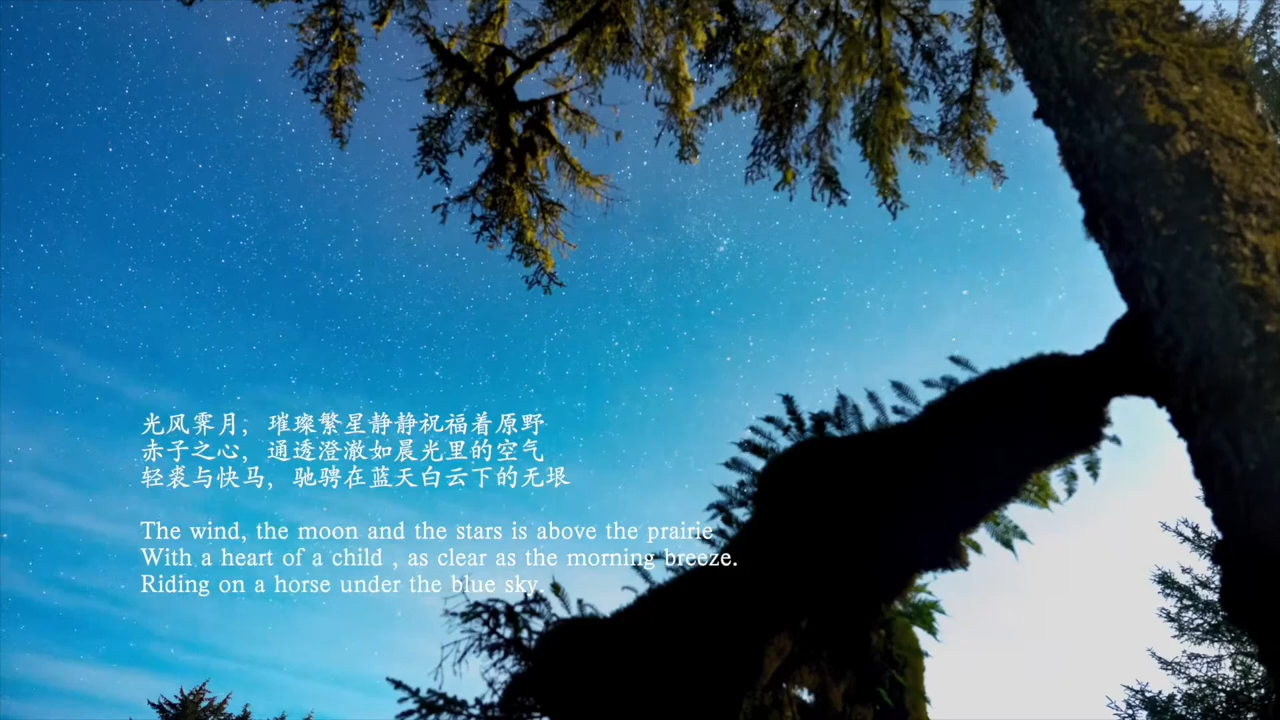 光风霁月，璀璨繁星静静祝福着原野
赤子之心，通透澄澈如晨光里的空气
轻裘与快马，驰骋在蓝天白云下的无垠
The wind, the moon and the stars is above the prairie
With a heart of a child , as clear as the morning breeze.
Riding on a horse under the blue sky.